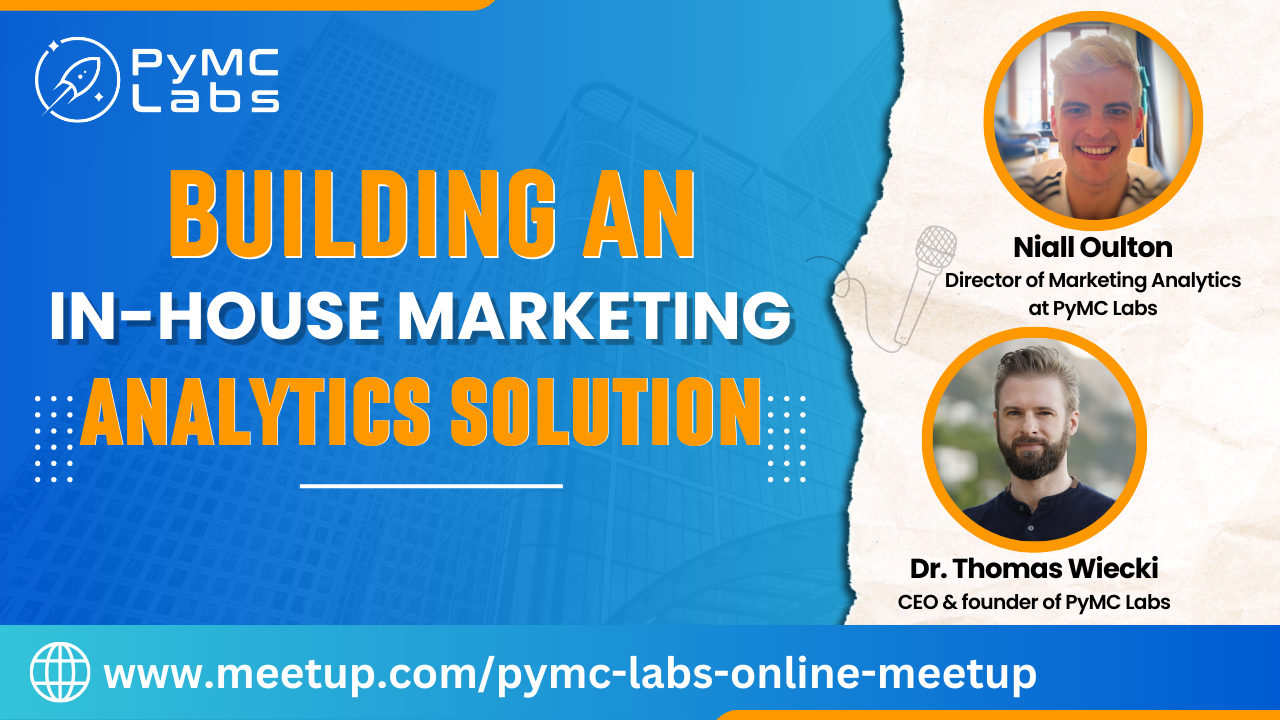 PyMC
Labs
BUILDING AN
IN-HOUSE MARKETING
ANALYTICS SOLUTION
Niall Oulton
Director of Marketing Analytics
at PyMC Labs
Dr. Thomas Wiecki
CEO & founder of PyMC Labs
www.meetup.com/pymc-labs-online-meetup